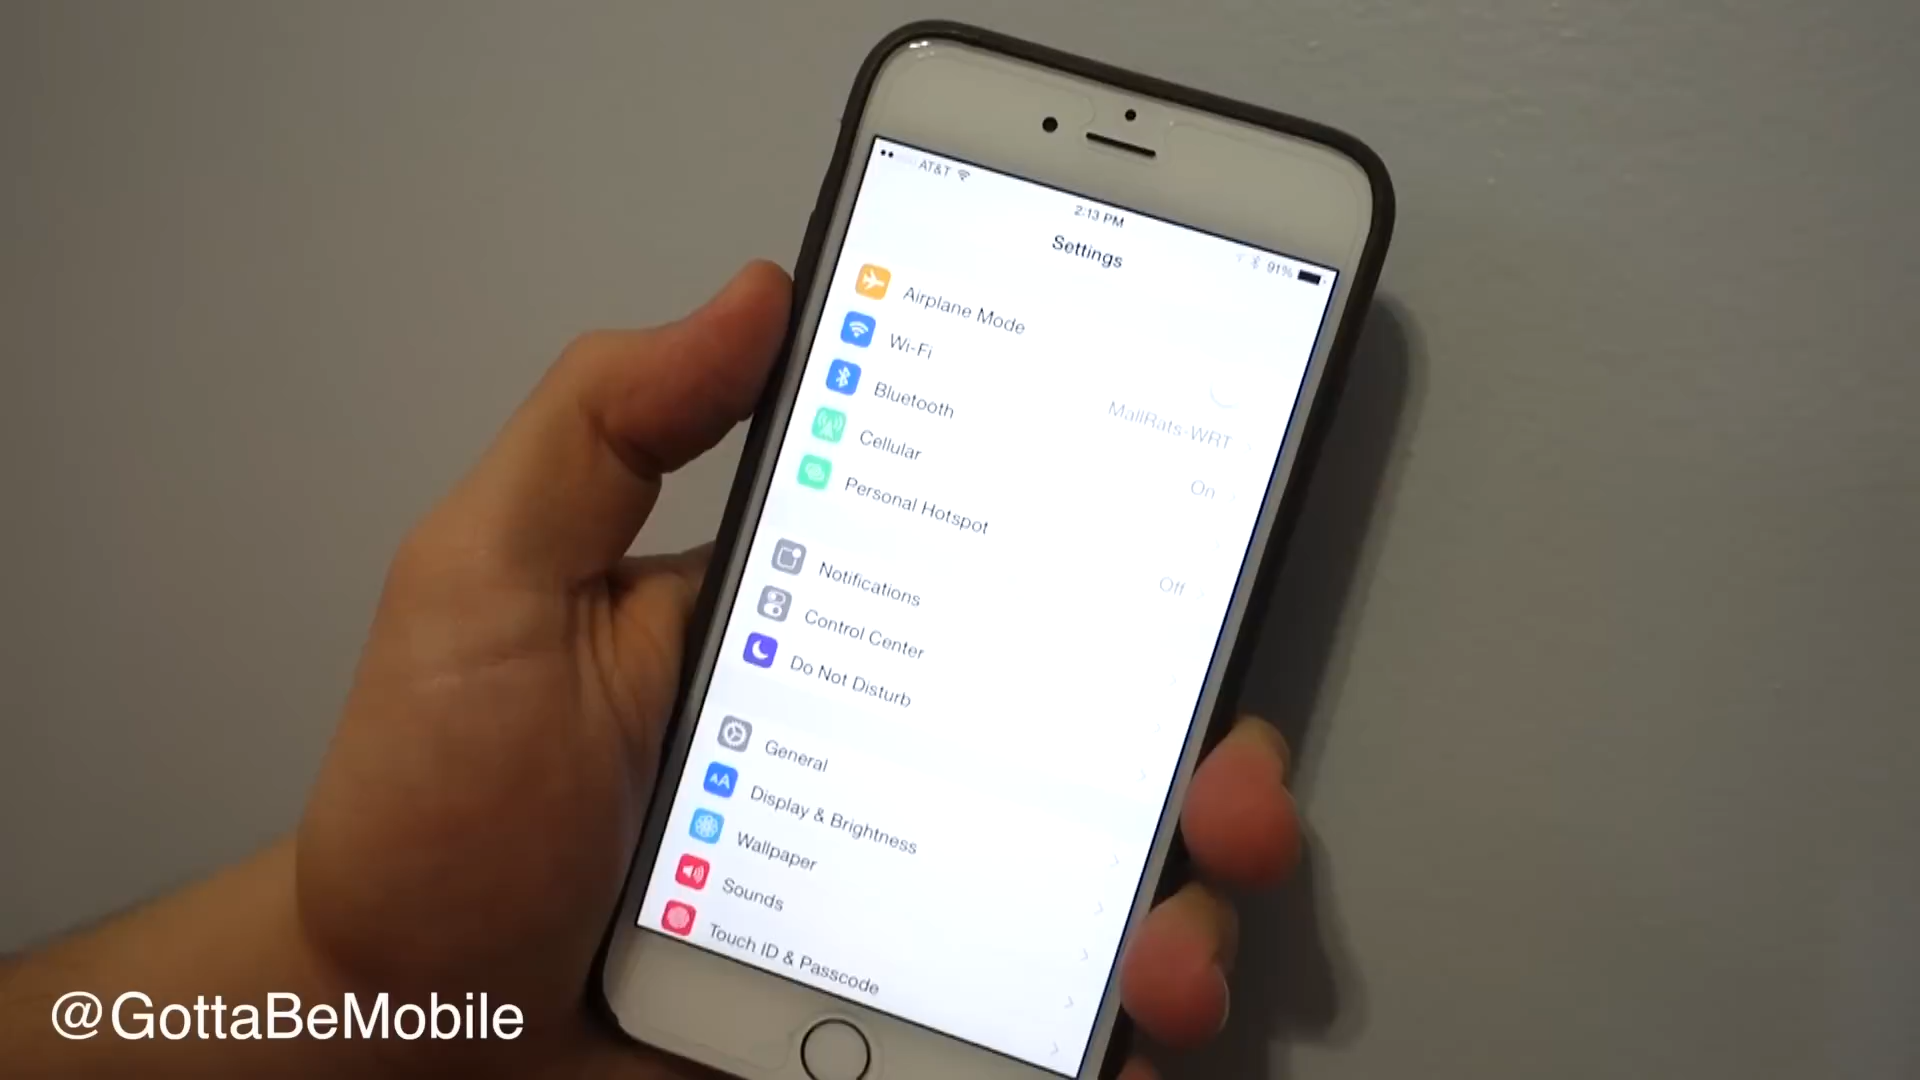 AT&T
2:13 PM
91%
Settings
Airplane Mode
Wi-Fi
MallRats-WRT
Bluetooth
On
Cellular
Personal Hotspot
Off
Notifications
Control Center
Do Not Disturb
General
Display & Brightness
AA
Wallpaper
Sounds
Touch ID & Passcode
@GottaBeMobile